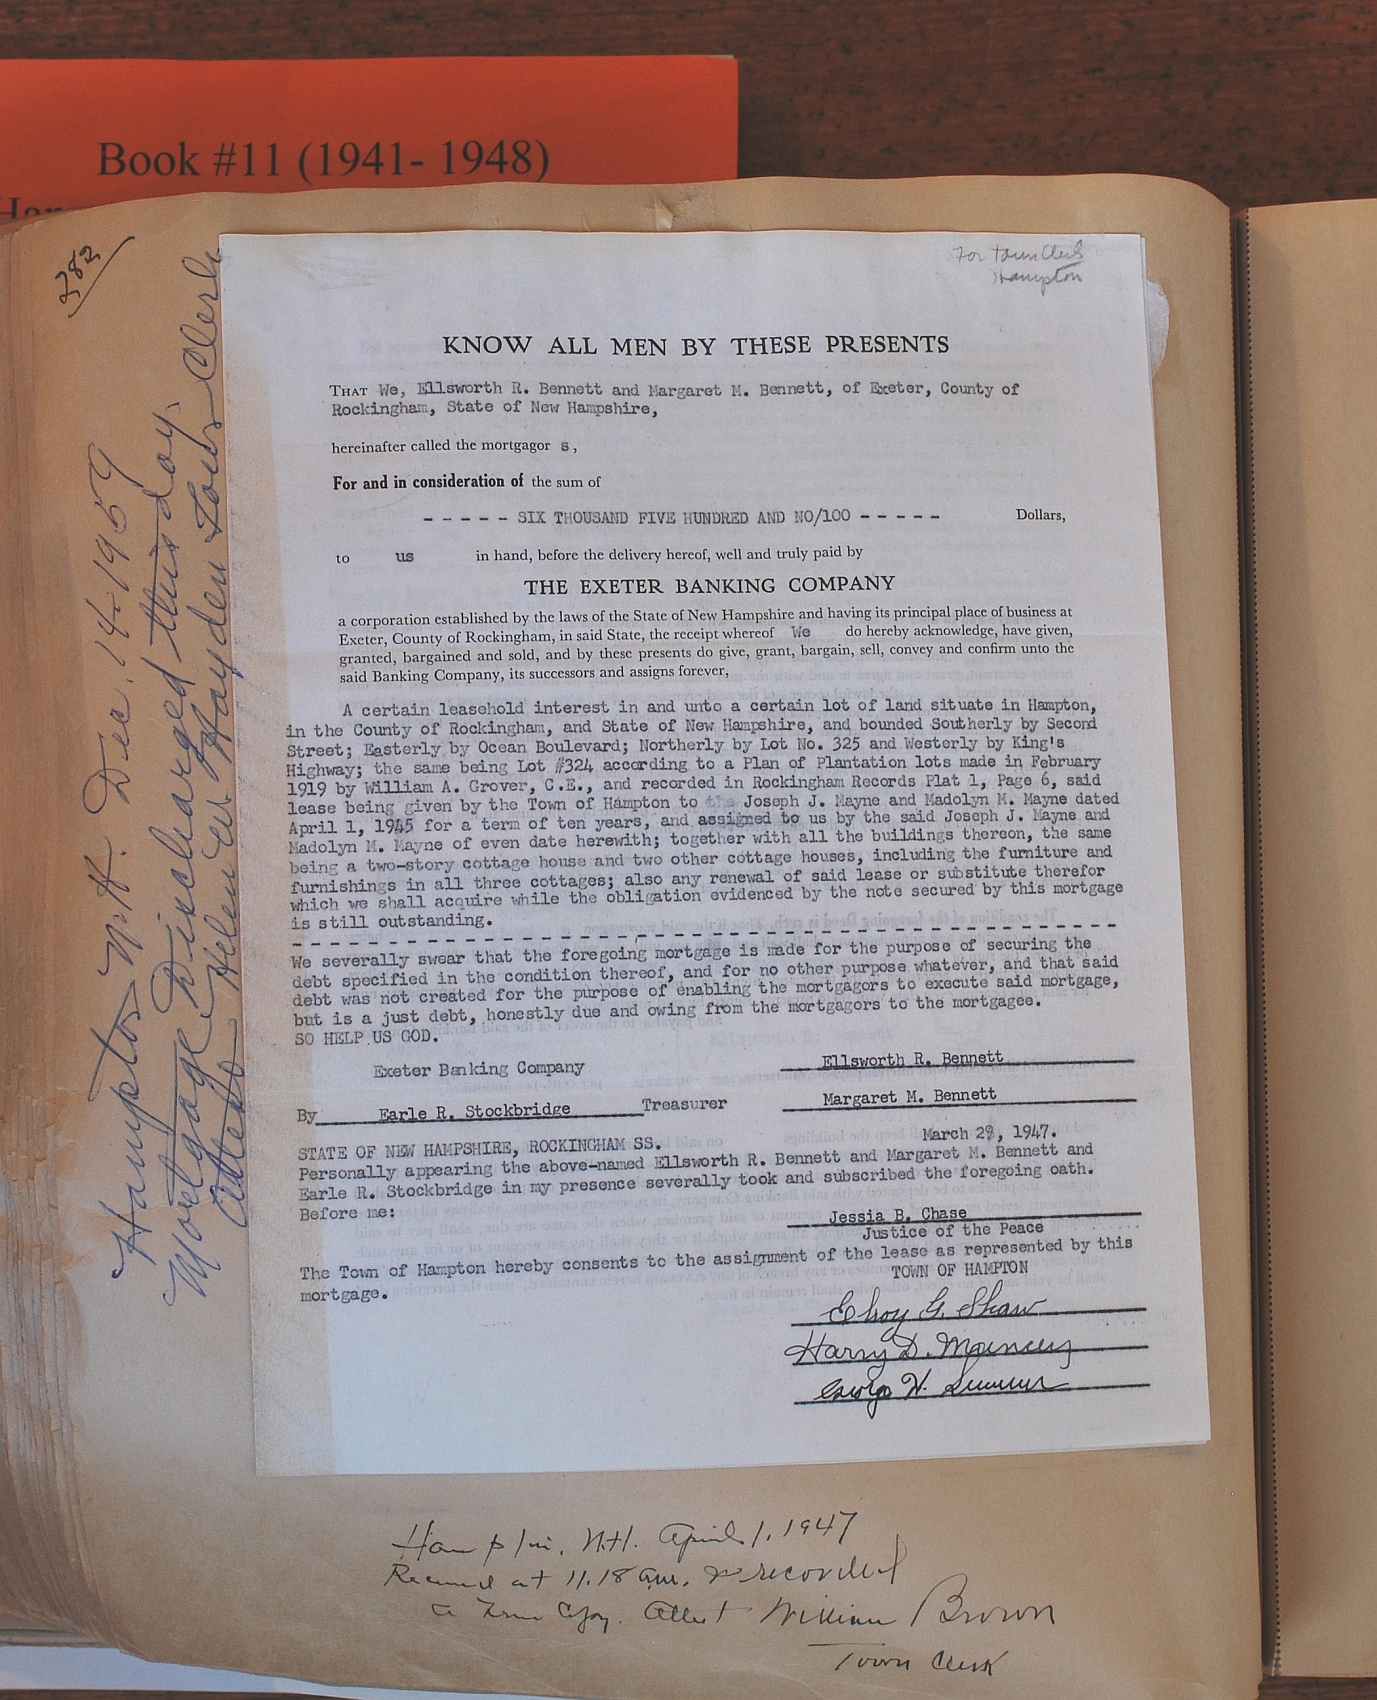 Book #11 (1941- 1948)
382
For Town Clerk
Hampton
KNOW ALL MEN BY THESE PRESENTS
THAT We, Ellsworth R. Bennett and Margaret M. Bennett, of Exeter, County of
Rockingham, State of New Hampshire,
hereinafter called the mortgagor s,
For and in consideration of the sum of
- - - - - SIX THOUSAND FIVE HUNDRED AND NO/100 - - - - - Dollars,
to us in hand, before the delivery hereof, well and truly paid by
THE EXETER BANKING COMPANY
a corporation established by the laws of the State of New Hampshire and having its principal place of business at
Exeter, County of Rockingham, in said State, the receipt whereof We do hereby acknowledge, have given,
granted, bargained and sold, and by these presents do give, grant, bargain, sell, convey and confirm unto the
said Banking Company, its successors and assigns forever,
A certain leasehold interest in and unto a certain lot of land situate in Hampton,
in the County of Rockingham, and State of New Hampshire, and bounded Southerly by Second
Street; Easterly by Ocean Boulevard; Northerly by Lot No. 325 and Westerly by King's
Highway; the same being Lot #324 according to a Plan of Plantation lots made in February
1919 by William A. Grover, C.E., and recorded in Rockingham Records Plat 1, Page 6, said
lease being given by the Town of Hampton to the Joseph J. Mayne and Madolyn M. Mayne dated
April 1, 1945 for a term of ten years, and assigned to us by the said Joseph J. Mayne and
Madolyn M. Mayne of even date herewith; together with all the buildings thereon, the same
being a two-story cottage house and two other cottage houses, including the furniture and
furnishings in all three cottages; also any renewal of said lease or substitute therefor
which we shall acquire while the obligation evidenced by the note secured by this mortgage
is still outstanding.
We severally swear that the foregoing mortgage is made for the purpose of securing the
debt specified in the condition thereof, and for no other purpose whatever, and that said
debt was not created for the purpose of enabling the mortgagors to execute said mortgage,
but is a just debt, honestly due and owing from the mortgagors to the mortgagee.
SO HELP US GOD.
Exeter Banking Company Ellsworth R. Bennett
By Earle R. Stockbridge Treasurer Margaret M. Bennett
March 29, 1947.
STATE OF NEW HAMPSHIRE, ROCKINGHAM SS.
Personally appearing the above-named Ellsworth R. Bennett and Margaret M. Bennett and
Earle R. Stockbridge in my presence severally took and subscribed the foregoing oath.
Before me:
Jessia B. Chase
Justice of the Peace
The Town of Hampton hereby consents to the assignment of the lease as represented by this
mortgage.
TOWN OF HAMPTON
Elroy G. Shaw
Harry D. Munsey
George W.
Hampton, N.H. April 1, 1947
Received at 11.18 am. & recorded
a True Copy. Attest William Brown
Town Clerk
Hampton N.H. Dec. 14-1959
Mortgage Discharged this day.
Attest Helen W. Hayden Town Clerk